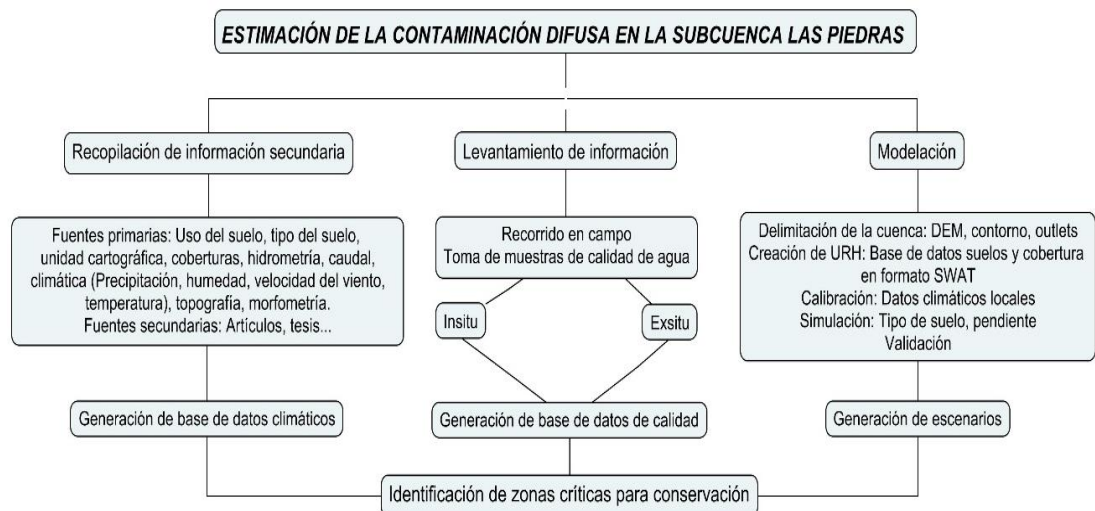 ESTIMACIÓN DE LA CONTAMINACIÓN DIFUSA EN LA SUBCUENCA LAS PIEDRAS
Recopilación de información secundaria
Levantamiento de información
Modelación
Fuentes primarias: Uso del suelo, tipo del suelo,
unidad cartográfica, coberturas, hidrometría, caudal,
climática (Precipitación, humedad, velocidad del viento,
temperatura), topografía, morfometría.
Fuentes secundarias: Artículos, tesis...
Recorrido en campo
Toma de muestras de calidad de agua
Insitu
Exsitu
Delimitación de la cuenca: DEM, contorno, outlets
Creación de URH: Base de datos suelos y cobertura
en formato SWAT
Calibración: Datos climáticos locales
Simulación: Tipo de suelo, pendiente
Validación
Generación de base de datos climáticos
Generación de base de datos de calidad
Generación de escenarios
Identificación de zonas críticas para conservación